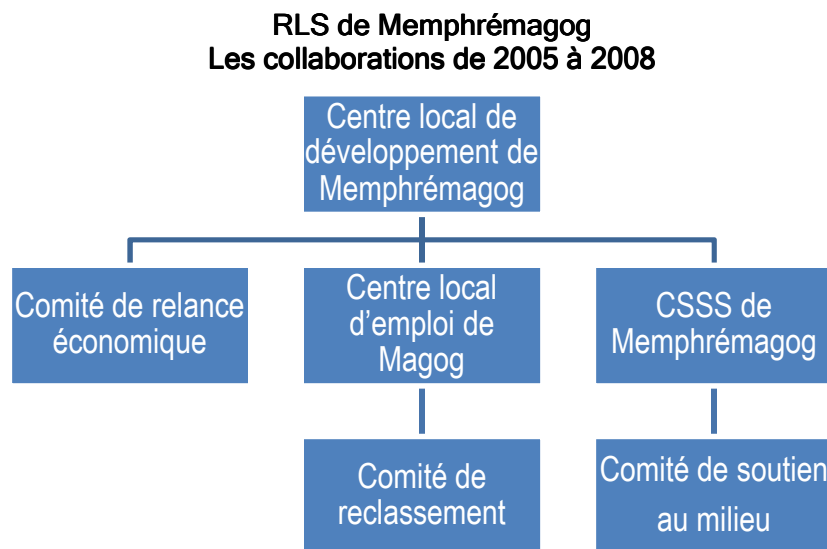 RLS de Memphrémagog
Les collaborations de 2005 à 2008
Centre local de
développement de
Memphrémagog
Comité de relance
économique
Centre local
d'emploi de
Magog
CSSS de
Memphrémagog
Comité de
reclassement
Comité de soutien
au milieu